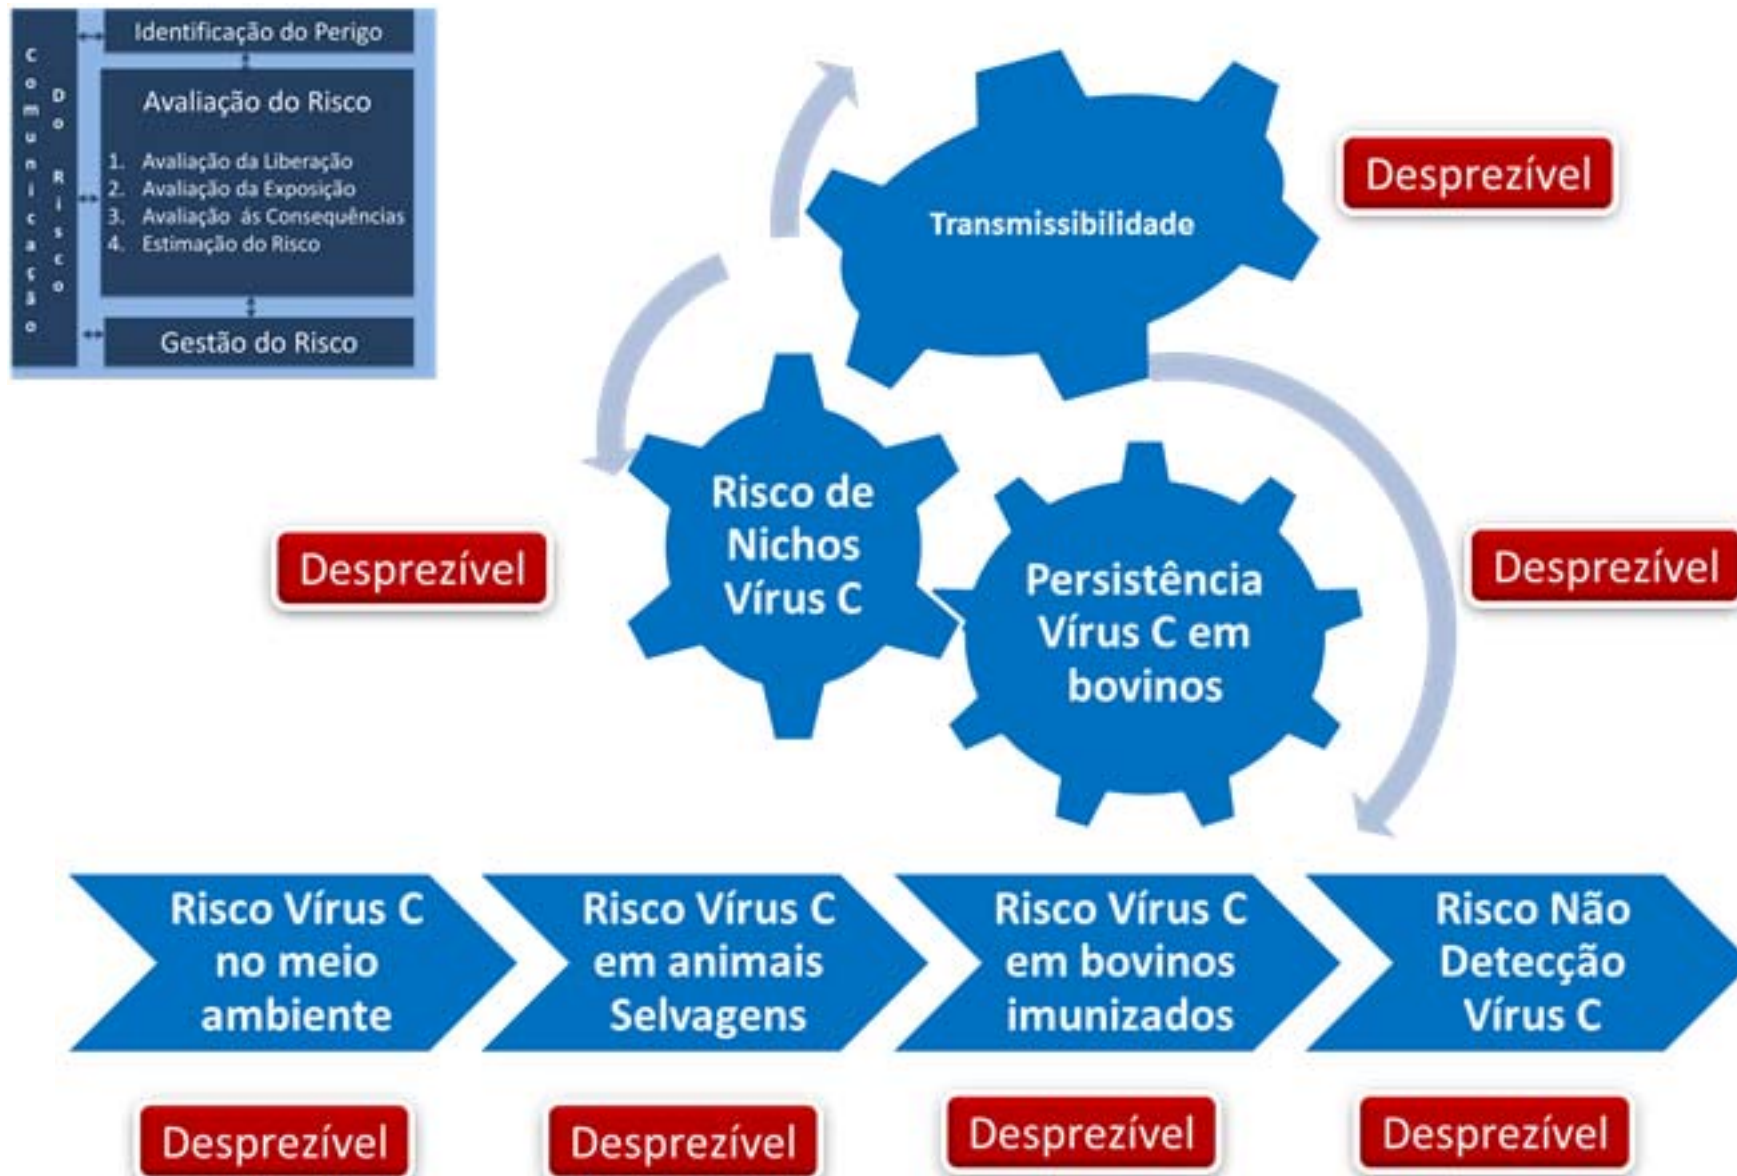 Comunicação
Do Risco
Identificação do Perigo
Avaliação do Risco
1. Avaliação da Liberação
2. Avaliação da Exposição
3. Avaliação ás Consequências
4. Estimação do Risco
Gestão do Risco
Transmissibilidade
Desprezível
Risco de
Nichos
Vírus C
Desprezível
Persistência
Vírus C em
bovinos
Desprezível
Risco Vírus C
no meio
ambiente
Risco Vírus C
em animais
Selvagens
Risco Vírus C
em bovinos
imunizados
Risco Não
Detecção
Vírus C
Desprezível
Desprezível
Desprezível
Desprezível